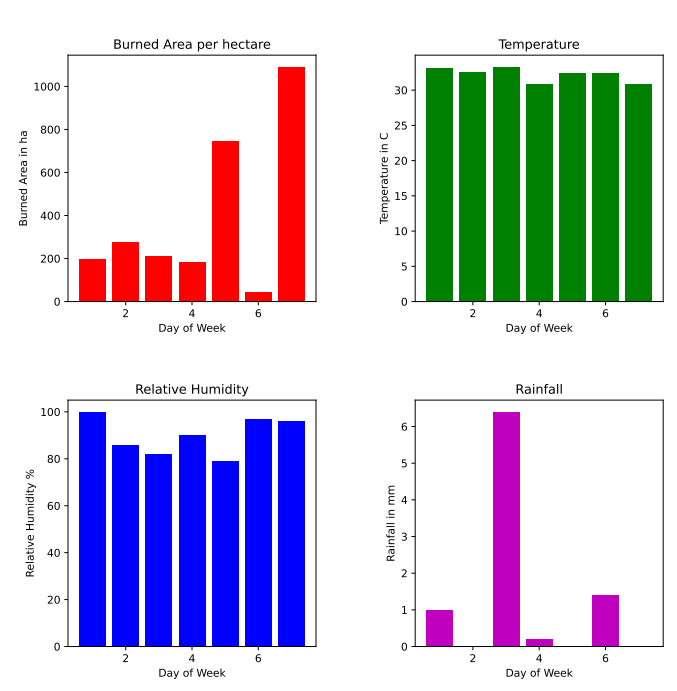 Burned Area per hectare
Burned Area in ha
1000
800
600
400
200
0
2 4 6
Day of Week
Temperature
Temperature in C
30
25
20
15
10
5
0
2 4 6
Day of Week
Relative Humidity
Relative Humidity %
100
80
60
40
20
0
2 4 6
Day of Week
Rainfall
Rainfall in mm
6
5
4
3
2
1
0
2 4 6
Day of Week